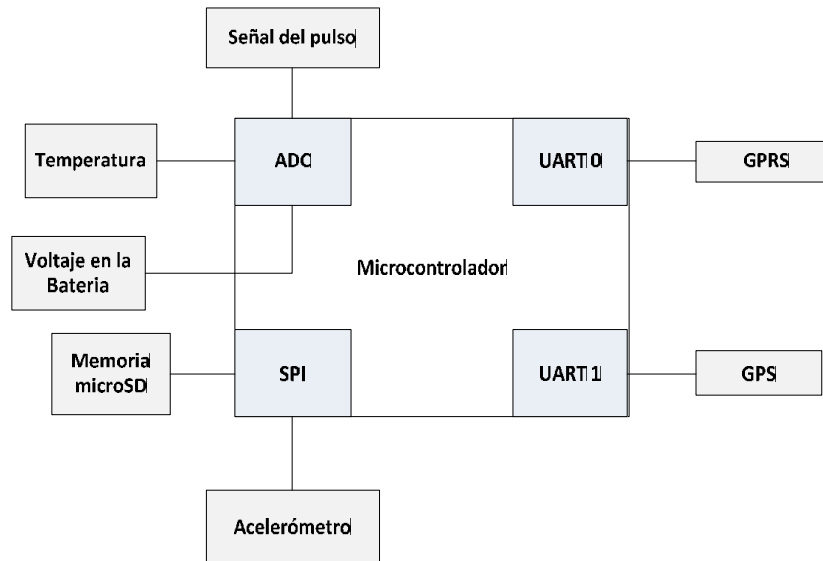 Señal del pulso
Temperatura
ADC
UART 0
GPRS
Voltaje en la
Bateria
Microcontrolador
Memoria
microSD
SPI
UART 1
GPS
Acelerómetro